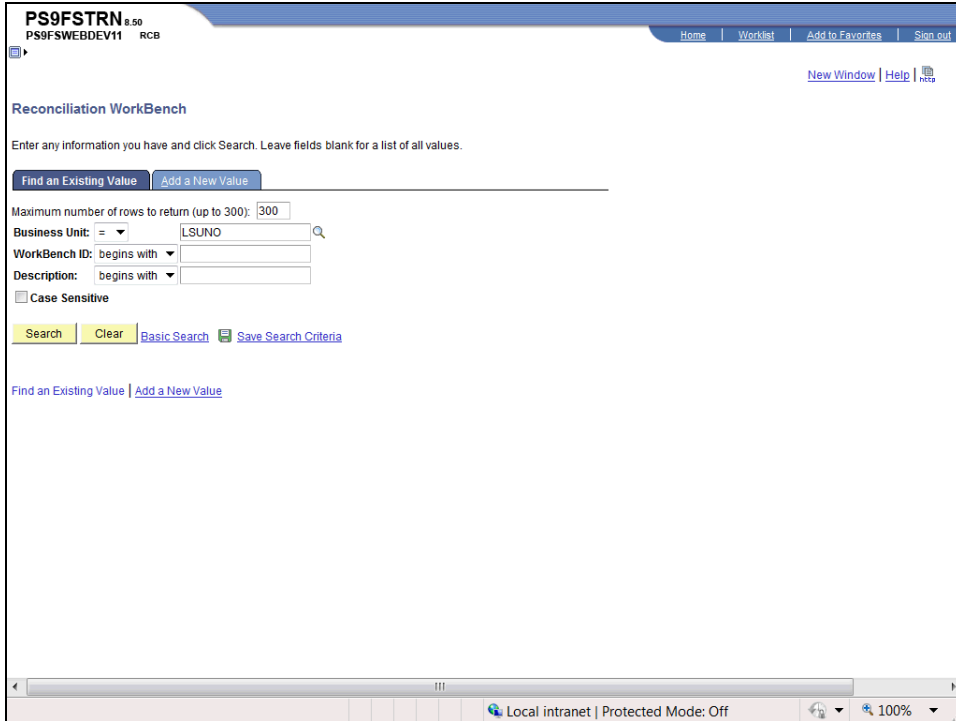 PS9FSTRN 8.50
PS9FSWEBDEV11 RCB
Home | Worklist | Add to Favorites | Sign out
New Window | Help | http
Reconciliation WorkBench
Enter any information you have and click Search. Leave fields blank for a list of all values.
Find an Existing Value Add a New Value
Maximum number of rows to return (up to 300): 300
Business Unit: = LSUNO
WorkBench ID: begins with
Description: begins with
Case Sensitive
Search Clear Basic Search Save Search Criteria
Find an Existing Value | Add a New Value
Local intranet | Protected Mode: Off 100%